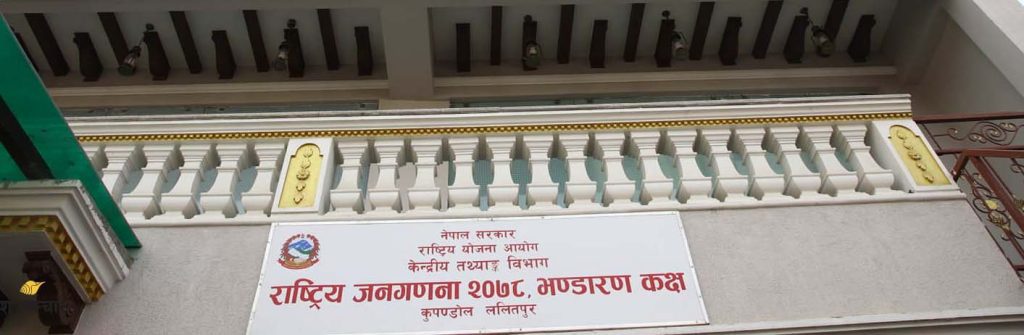 नेपाल सरकार
राष्ट्रिय योजना आयोग
केन्द्रीय तथ्याङ्क विभाग
राष्ट्रिय जनगणना २०७८, भण्डारण कक्ष
कुपण्डोल ललितपुर